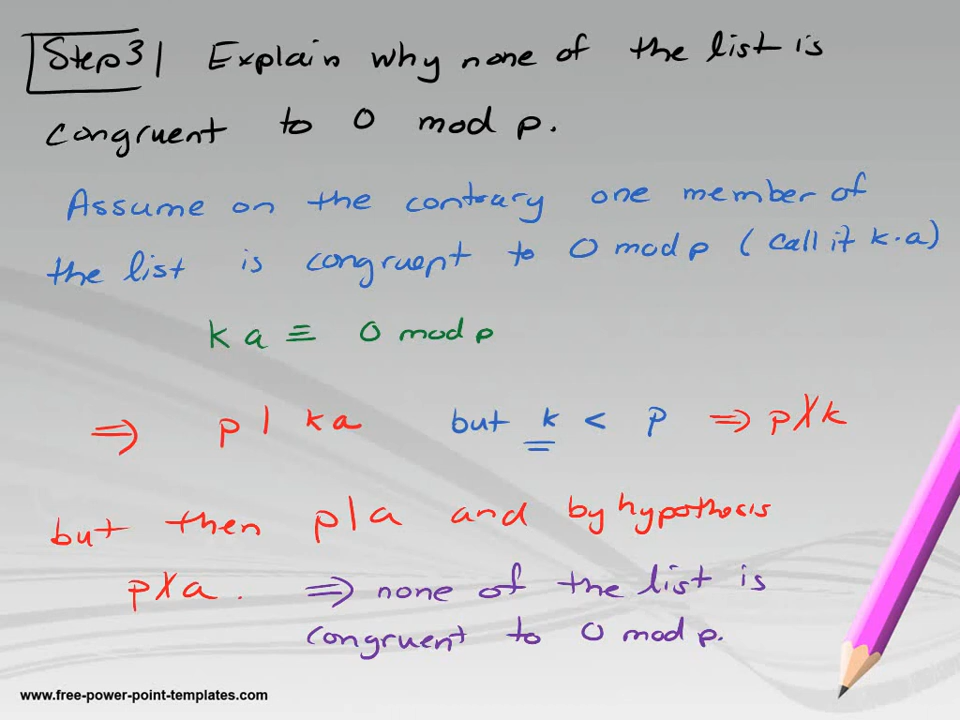 Step 3 Explain why none of the list is
congruent to 0 mod p.
Assume on the contrary one member of
the list is congruent to 0 mod p (call it k·a)
ka ≡ 0 mod p
⇒ p | ka but k < p ⇒ p∤k
but then p|a and by hypothesis
p∤a. ⇒ none of the list is
congruent to 0 mod p.
www.free-power-point-templates.com